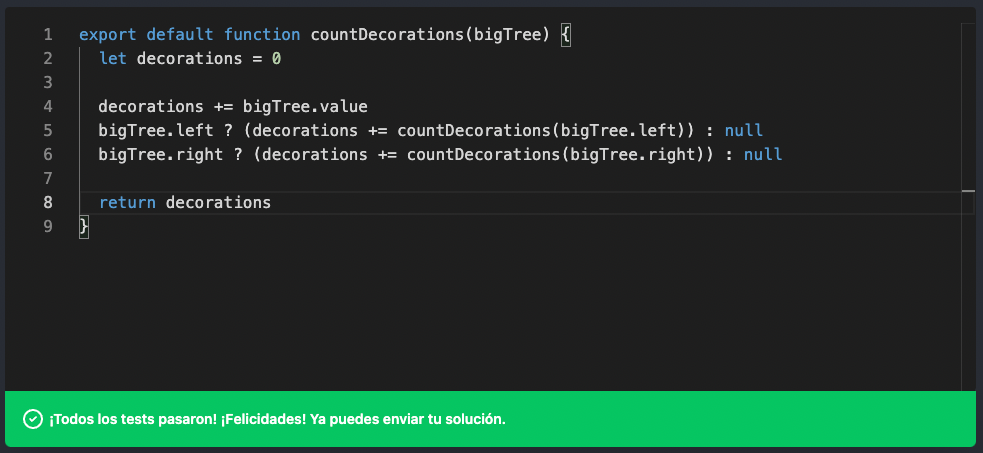 1 export default function countDecorations(bigTree) {
2 let decorations = 0
3
4 decorations += bigTree.value
5 bigTree.left ? (decorations += countDecorations(bigTree.left)) : null
6 bigTree.right ? (decorations += countDecorations(bigTree.right)) : null
7
8 return decorations
9 }
¡Todos los tests pasaron! ¡Felicidades! Ya puedes enviar tu solución.